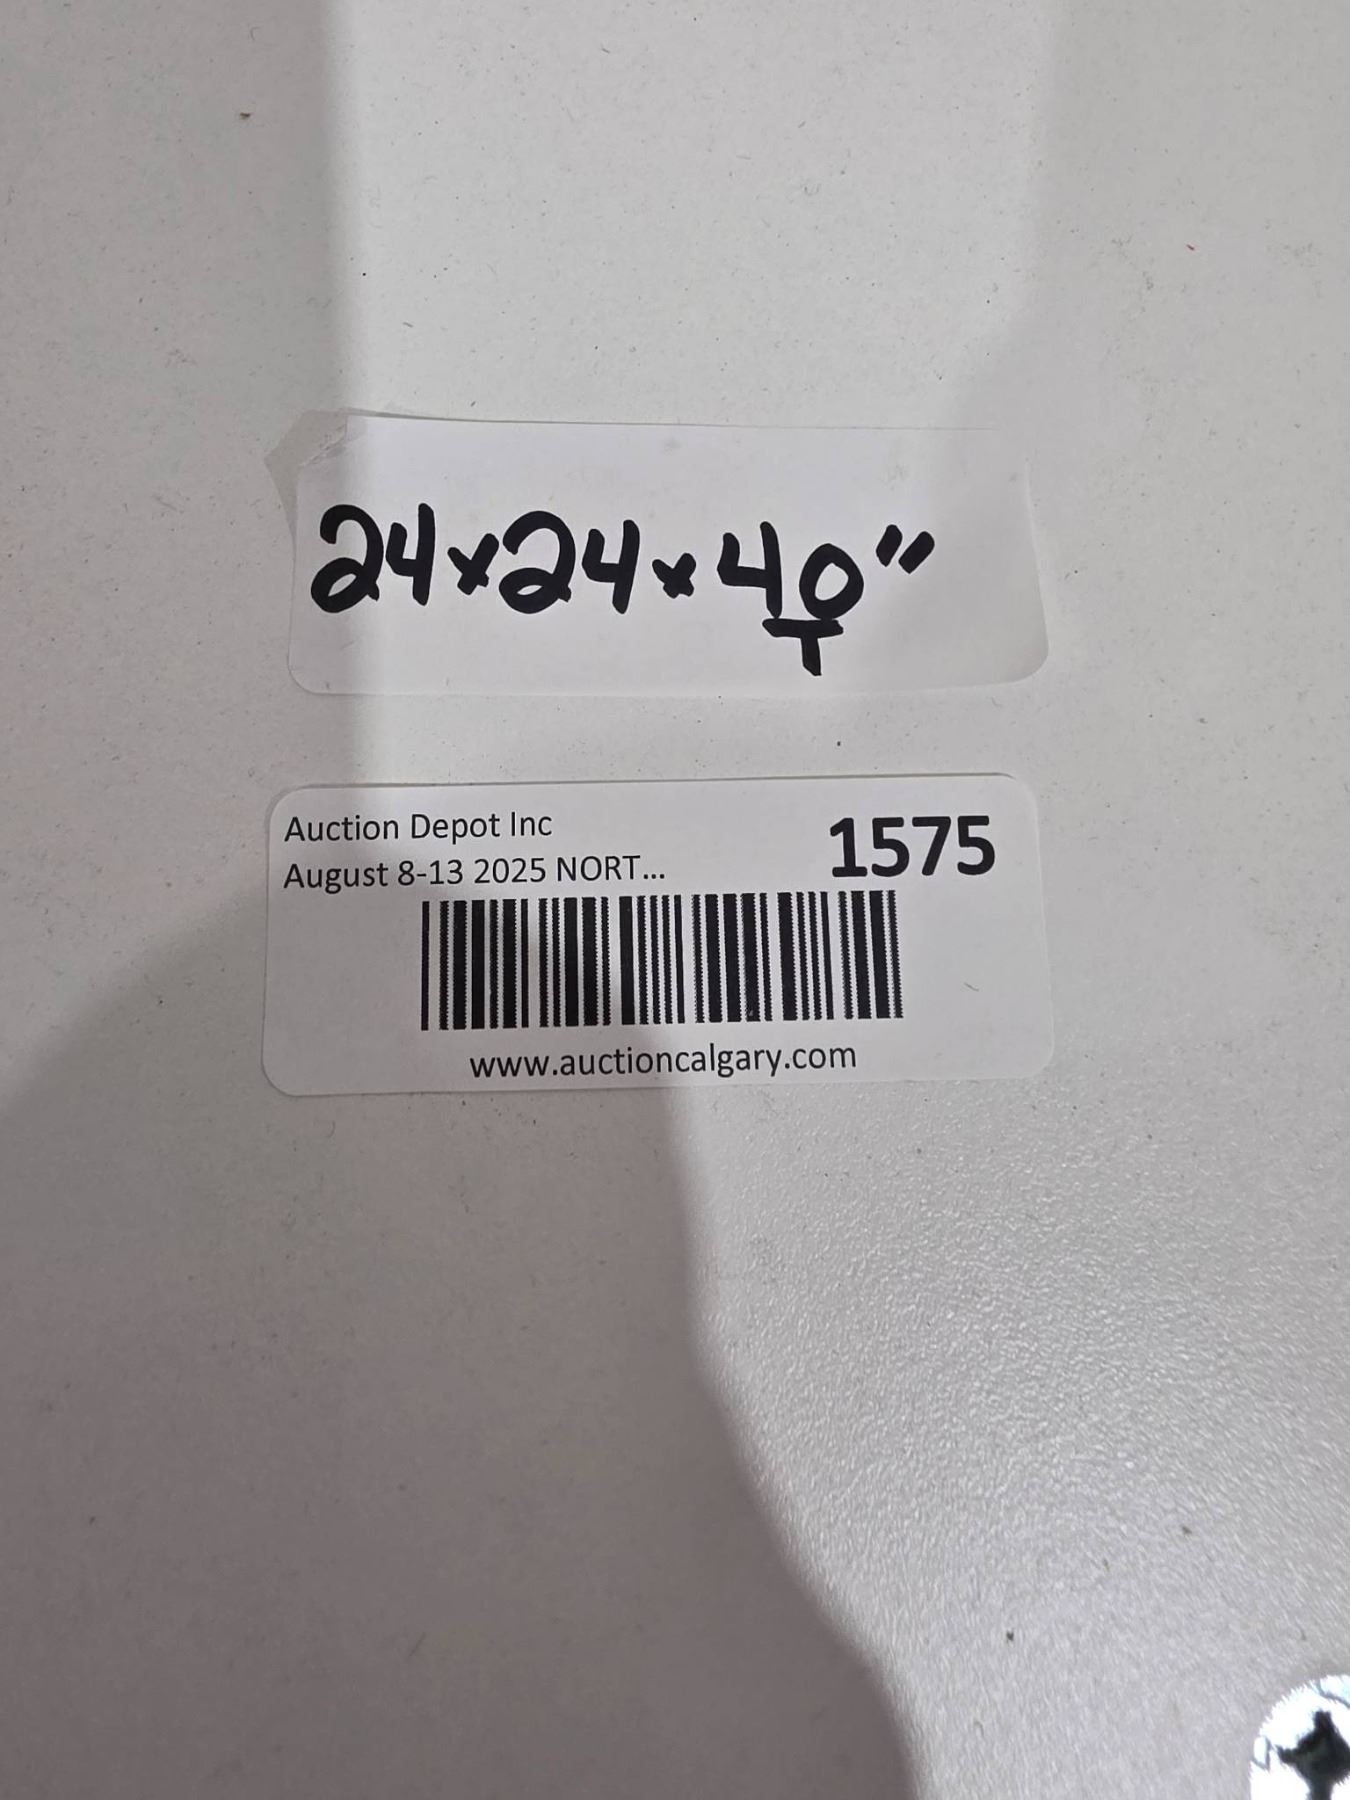 24x24x40"
T
Auction Depot Inc
1575
August 8-13 2025 NORT...
www.auctioncalgary.com